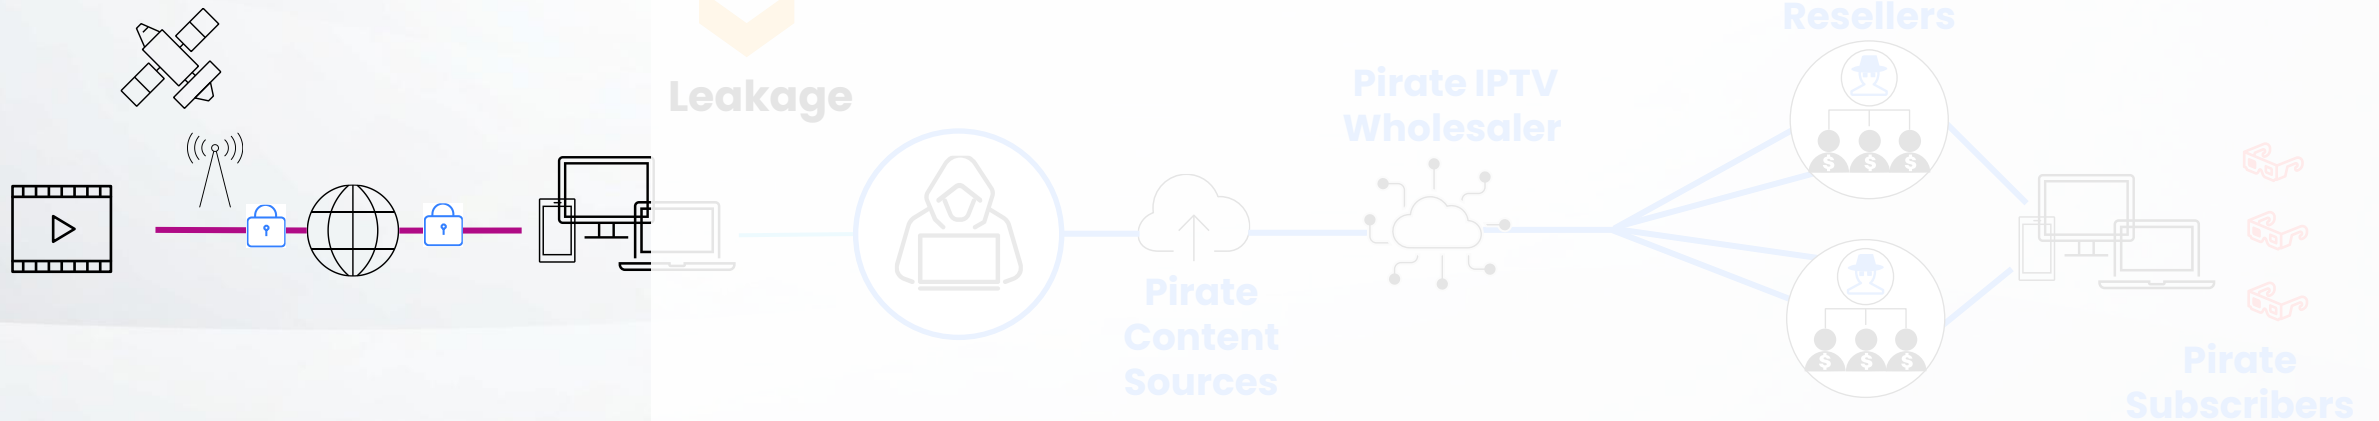 Resellers
Leakage
Pirate IPTV
Wholesaler
$ $ $
Pirate
Content
Sources
$ $ $
Pirate
Subscribers